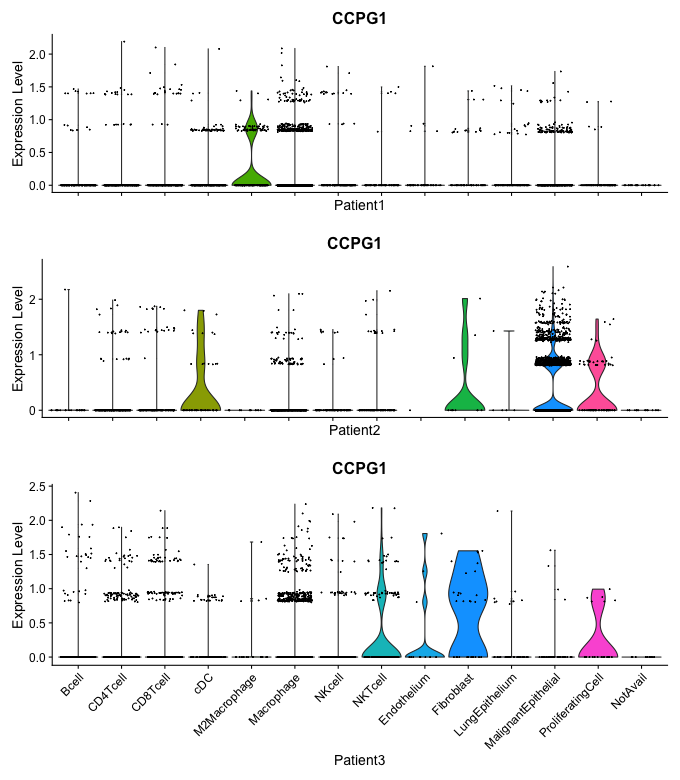 CCPG1
Expression Level
2.0
1.5
1.0
0.5
0.0
Patient1
CCPG1
Expression Level
2
1
0
Patient2
CCPG1
Expression Level
2.5
2.0
1.5
1.0
0.5
0.0
Bcell
CD4Tcell
CD8Tcell
cDC
M2Macrophage
Macrophage
NKcell
NKTcell
Endothelium
Fibroblast
LungEpithelium
MalignantEpithelial
ProliferatingCell
NotAvail
Patient3